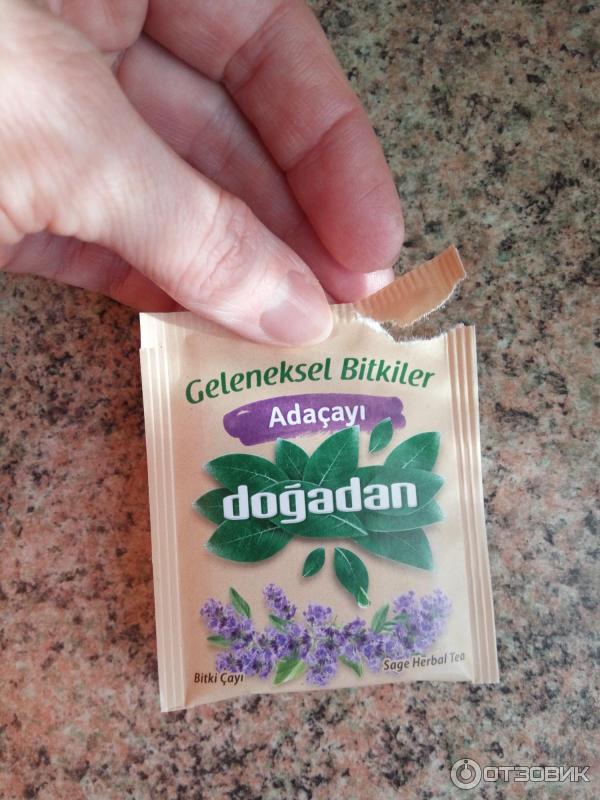 Geleneksel Bitkiler
Adaçayı
doğadan
Bitki Çayı
Sage Herbal Tea
ОТЗОВИК